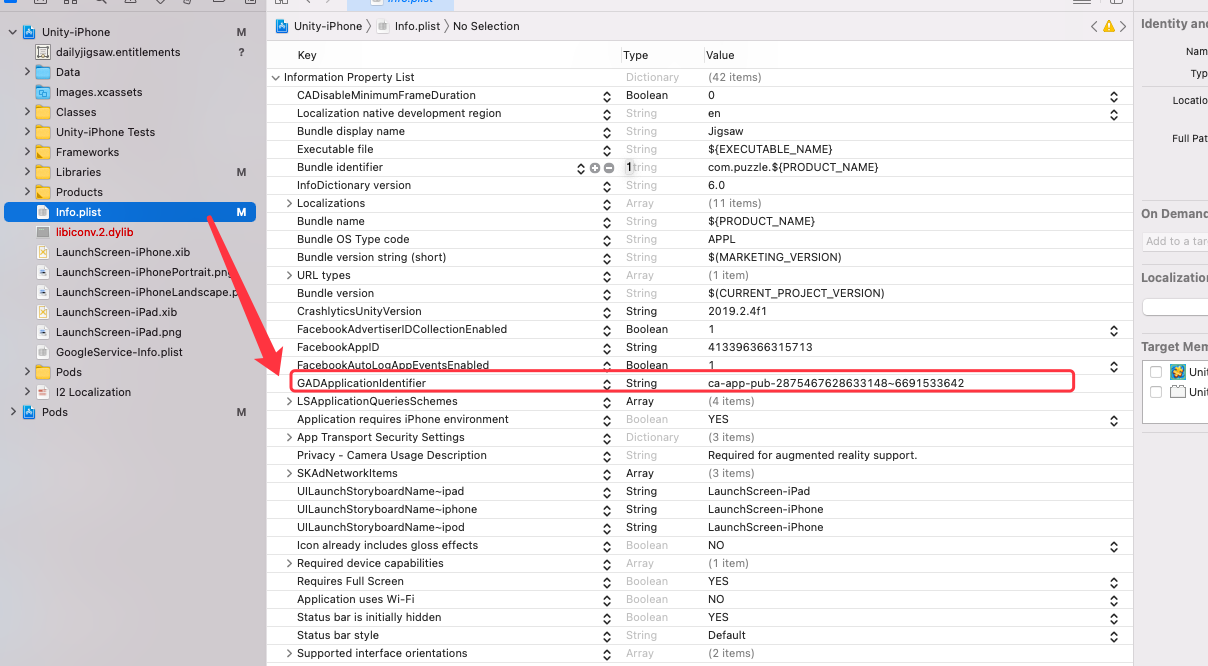 Info.plist
Unity-iPhone M
dailyjigsaw.entitlements ?
Data
Images.xcassets
Classes
Unity-iPhone Tests
Frameworks
Libraries M
Products
Info.plist M
libiconv.2.dylib
LaunchScreen-iPhone.xib
LaunchScreen-iPhonePortrait.png
LaunchScreen-iPhoneLandscape.p
LaunchScreen-iPad.xib
LaunchScreen-iPad.png
GoogleService-Info.plist
Pods
I2 Localization
Pods M
Unity-iPhone Info.plist No Selection
Key Type Value
Information Property List Dictionary (42 items)
CADisableMinimumFrameDuration Boolean 0
Localization native development region String en
Bundle display name String Jigsaw
Executable file String ${EXECUTABLE_NAME}
Bundle identifier 1tring com.puzzle.${PRODUCT_NAME}
InfoDictionary version String 6.0
Localizations Array (11 items)
Bundle name String ${PRODUCT_NAME}
Bundle OS Type code String APPL
Bundle version string (short) String $(MARKETING_VERSION)
URL types Array (1 item)
Bundle version String $(CURRENT_PROJECT_VERSION)
CrashlyticsUnityVersion String 2019.2.4f1
FacebookAdvertiserIDCollectionEnabled Boolean 1
FacebookAppID String 413396366315713
FacebookAutoLogAppEventsEnabled Boolean 1
GADApplicationIdentifier String ca-app-pub-2875467628633148~6691533642
LSApplicationQueriesSchemes Array (4 items)
Application requires iPhone environment Boolean YES
App Transport Security Settings Dictionary (3 items)
Privacy - Camera Usage Description String Required for augmented reality support.
SKAdNetworkItems Array (3 items)
UILaunchStoryboardName~ipad String LaunchScreen-iPad
UILaunchStoryboardName~iphone String LaunchScreen-iPhone
UILaunchStoryboardName~ipod String LaunchScreen-iPhone
Icon already includes gloss effects Boolean NO
Required device capabilities Array (1 item)
Requires Full Screen Boolean YES
Application uses Wi-Fi Boolean NO
Status bar is initially hidden Boolean YES
Status bar style String Default
Supported interface orientations Array (2 items)
Identity and
Nam
Typ
Locatio
Full Pat
On Demand
Add to a tar
Localization
Target Mem
Unit
Unit